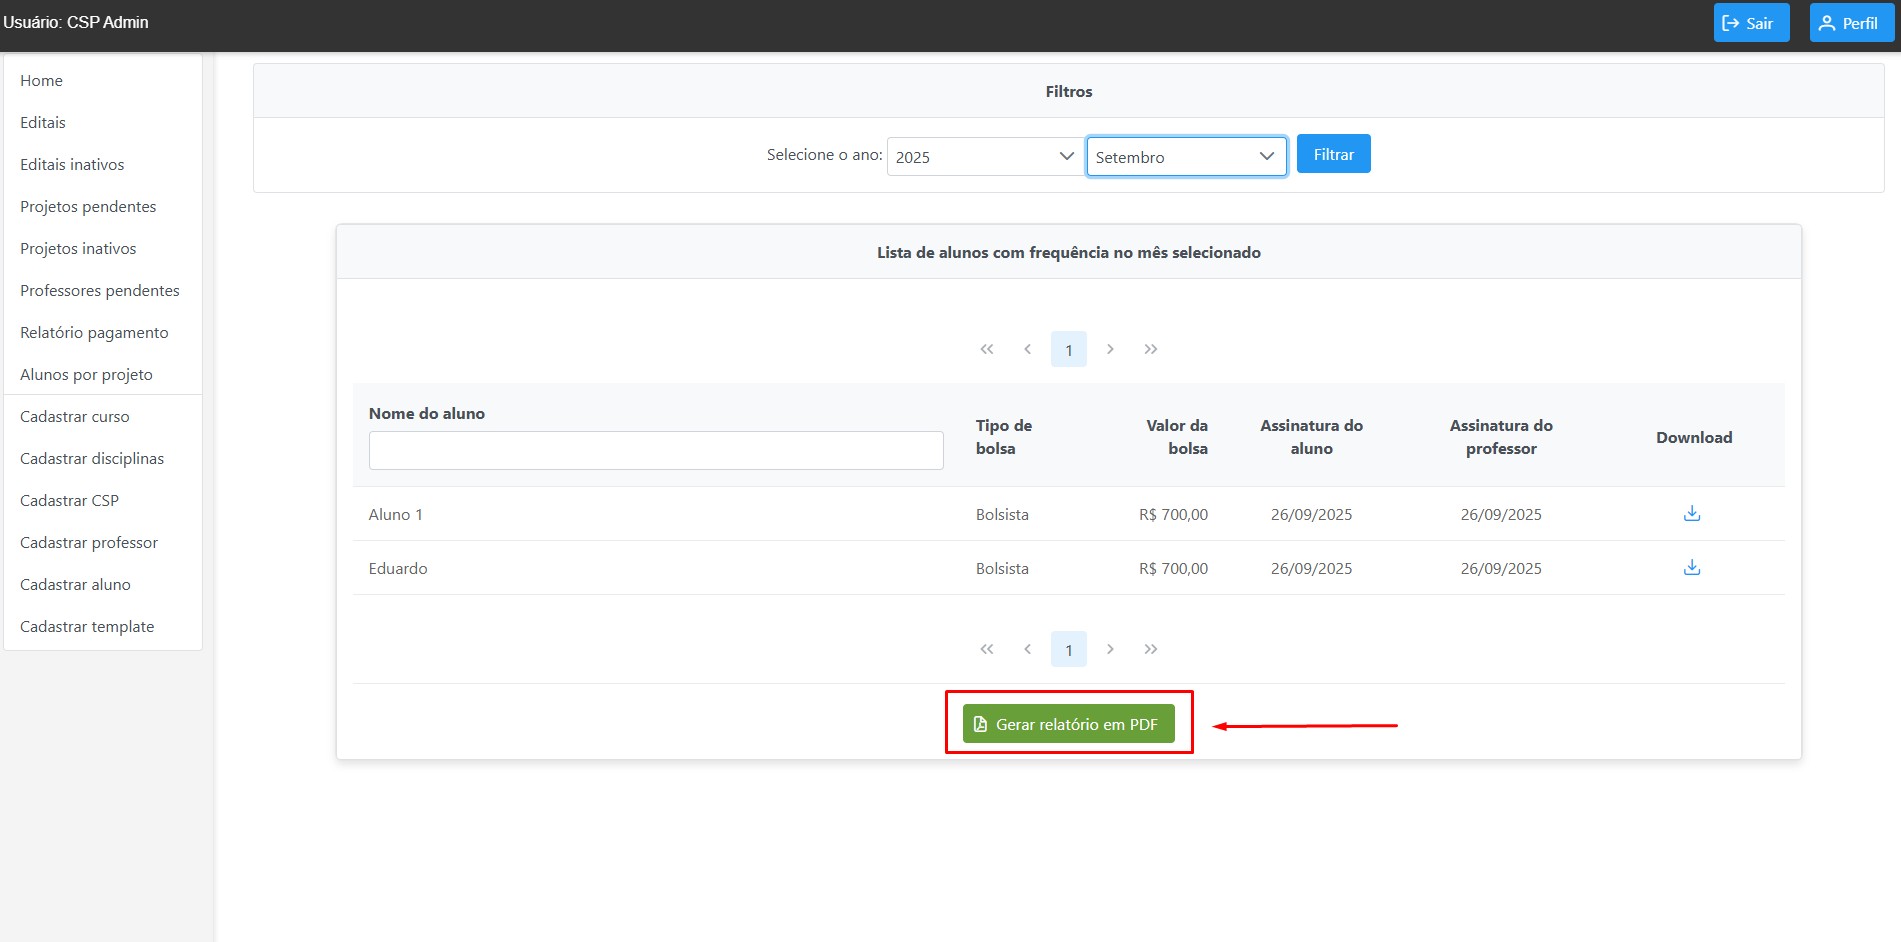 Usuário: CSP Admin
Sair
Perfil
Home
Editais
Editais inativos
Projetos pendentes
Projetos inativos
Professores pendentes
Relatório pagamento
Alunos por projeto
Cadastrar curso
Cadastrar disciplinas
Cadastrar CSP
Cadastrar professor
Cadastrar aluno
Cadastrar template
Filtros
Selecione o ano: 2025 Setembro Filtrar
Lista de alunos com frequência no mês selecionado
1
Nome do aluno
Tipo de
bolsa
Valor da
bolsa
Assinatura do
aluno
Assinatura do
professor
Download
Aluno 1 Bolsista R$ 700,00 26/09/2025 26/09/2025
Eduardo Bolsista R$ 700,00 26/09/2025 26/09/2025
1
Gerar relatório em PDF